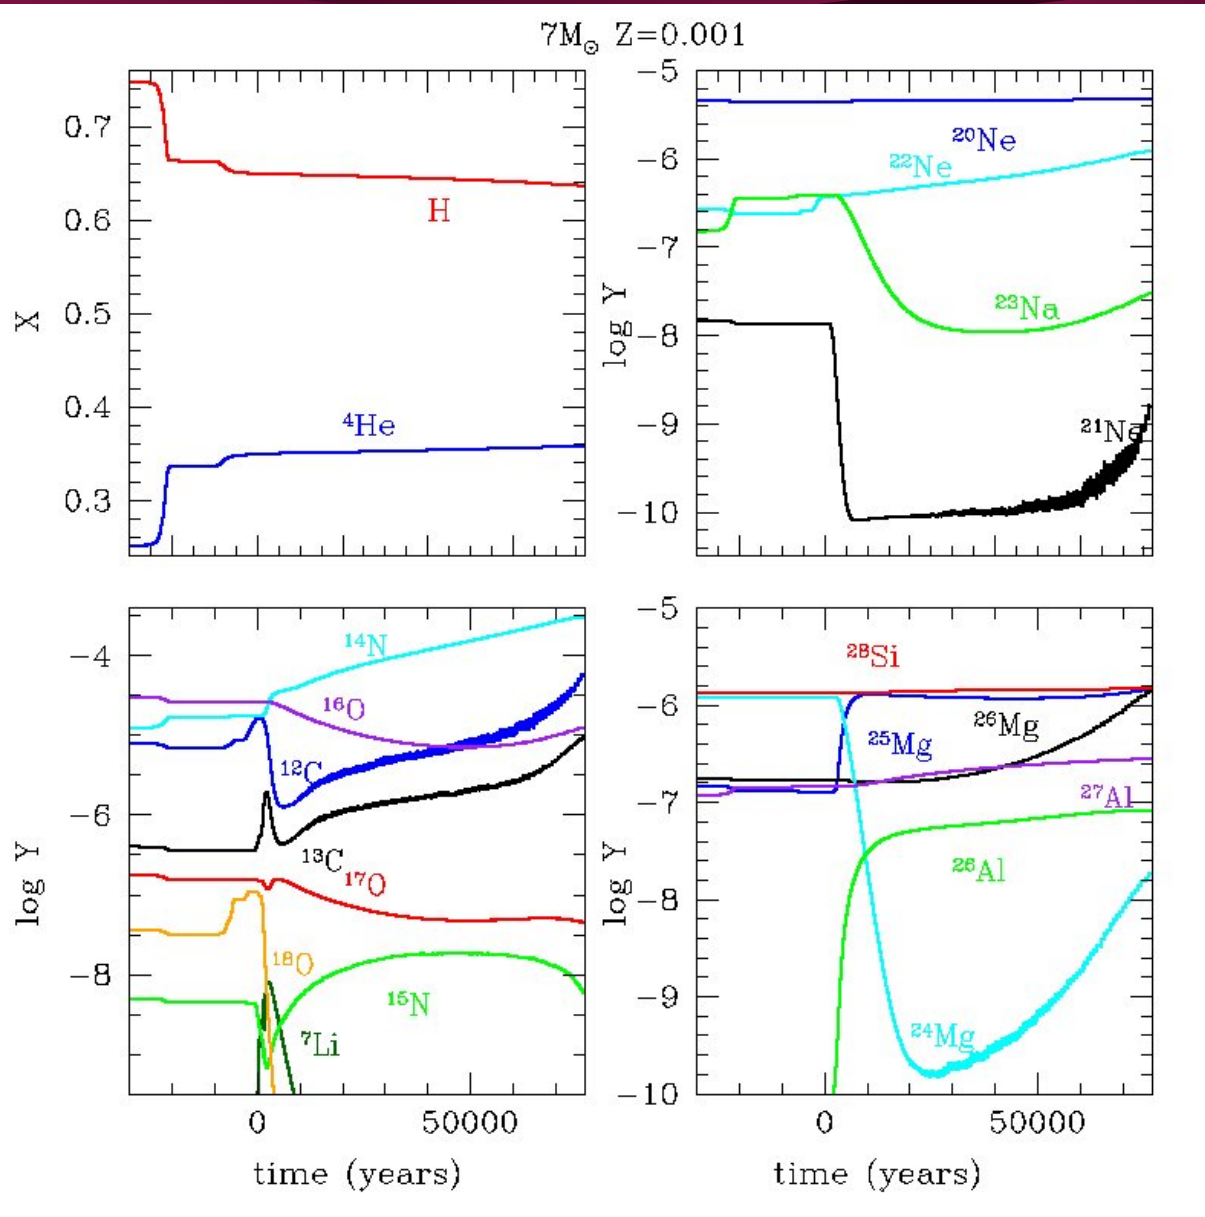 7M☉ Z=0.001
X
0.7
0.6
0.5
0.4
0.3
H
⁴He
log Y
−5
−6
−7
−8
−9
−10
²⁰Ne
²²Ne
²³Na
²¹Ne
log Y
−4
−6
−8
¹⁴N
¹⁶O
¹²C
¹³C
¹⁷O
¹⁸O
¹⁵N
⁷Li
0 50000
time (years)
log Y
−5
−6
−7
−8
−9
−10
²⁸Si
²⁶Mg
²⁵Mg
²⁷Al
²⁶Al
²⁴Mg
0 50000
time (years)